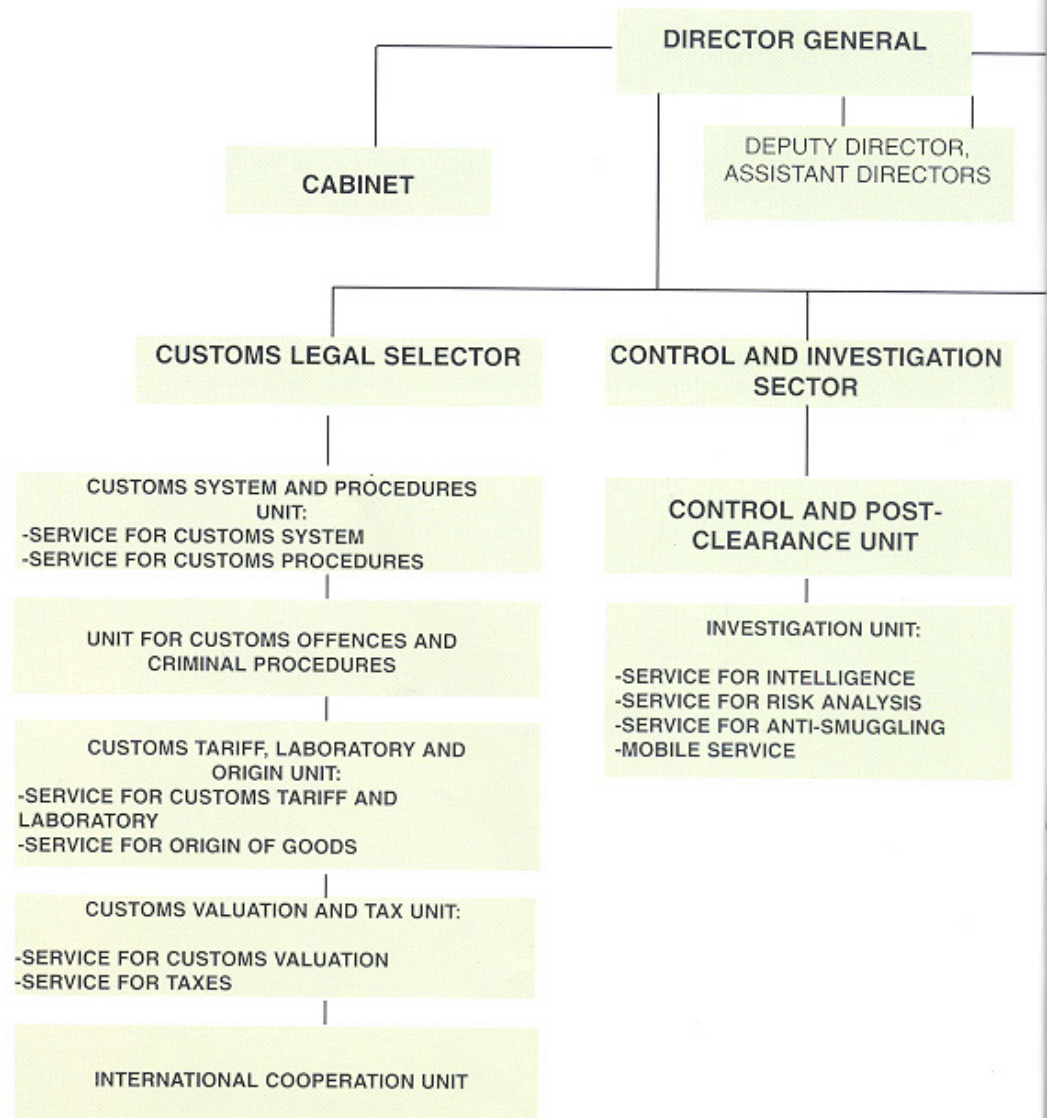 DIRECTOR GENERAL
DEPUTY DIRECTOR,
ASSISTANT DIRECTORS
CABINET
CUSTOMS LEGAL SELECTOR
CUSTOMS SYSTEM AND PROCEDURES
UNIT:
-SERVICE FOR CUSTOMS SYSTEM
-SERVICE FOR CUSTOMS PROCEDURES
UNIT FOR CUSTOMS OFFENCES AND
CRIMINAL PROCEDURES
CUSTOMS TARIFF, LABORATORY AND
ORIGIN UNIT:
-SERVICE FOR CUSTOMS TARIFF AND
LABORATORY
-SERVICE FOR ORIGIN OF GOODS
CUSTOMS VALUATION AND TAX UNIT:
-SERVICE FOR CUSTOMS VALUATION
-SERVICE FOR TAXES
INTERNATIONAL COOPERATION UNIT
CONTROL AND INVESTIGATION
SECTOR
CONTROL AND POST-
CLEARANCE UNIT
INVESTIGATION UNIT:
-SERVICE FOR INTELLIGENCE
-SERVICE FOR RISK ANALYSIS
-SERVICE FOR ANTI-SMUGGLING
-MOBILE SERVICE